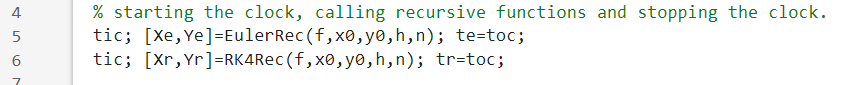 4 % starting the clock, calling recursive functions and stopping the clock.
5 tic; [Xe,Ye]=EulerRec(f,x0,y0,h,n); te=toc;
6 tic; [Xr,Yr]=RK4Rec(f,x0,y0,h,n); tr=toc;
7